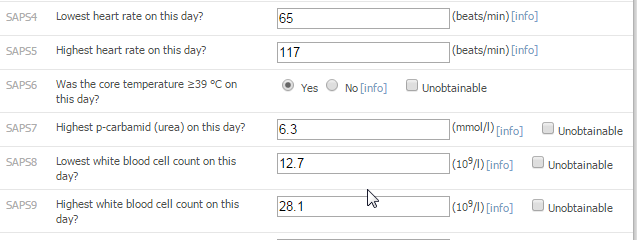 SAPS4 Lowest heart rate on this day? 65 (beats/min) [info]
SAPS5 Highest heart rate on this day? 117 (beats/min) [info]
SAPS6 Was the core temperature ≥39 °C on this day? Yes No [info] Unobtainable
SAPS7 Highest p-carbamid (urea) on this day? 6.3 (mmol/l) [info] Unobtainable
SAPS8 Lowest white blood cell count on this day? 12.7 (10⁹/l) [info] Unobtainable
SAPS9 Highest white blood cell count on this day? 28.1 (10⁹/l) [info] Unobtainable